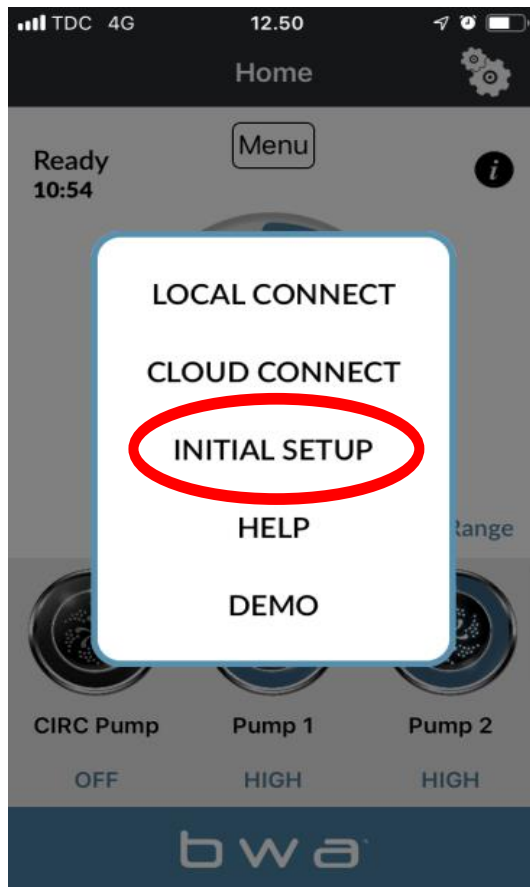 TDC 4G 12.50
Home
Menu
Ready
10:54
i
LOCAL CONNECT
CLOUD CONNECT
INITIAL SETUP
HELP
Range
DEMO
CIRC Pump Pump 1 Pump 2
OFF HIGH HIGH
bwa